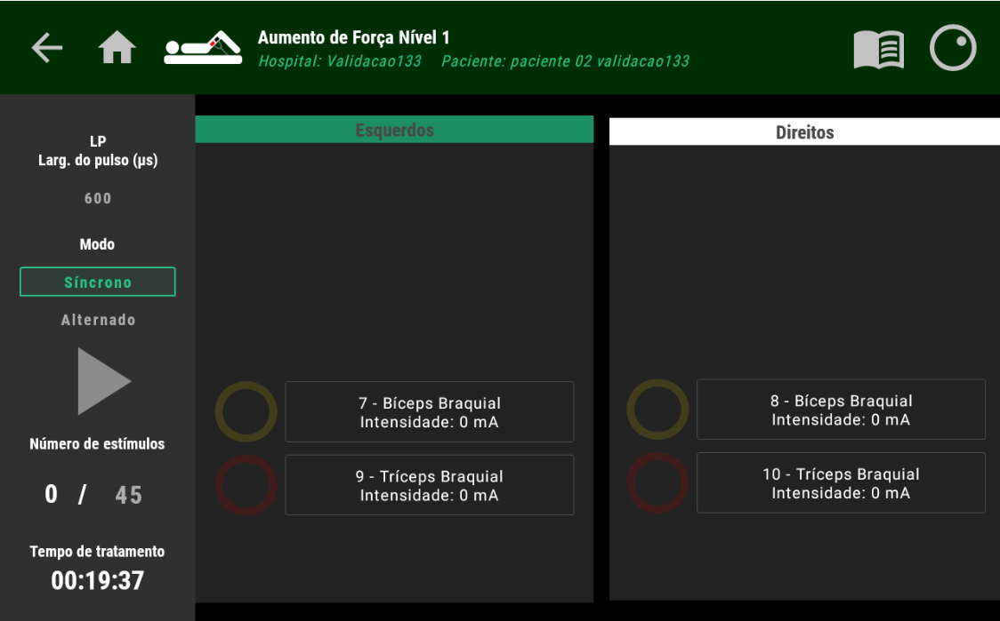 Aumento de Força Nível 1
Hospital: Validacao133 Paciente: paciente 02 validacao133
LP
Larg. do pulso (µs)
600
Modo
Síncrono
Alternado
Número de estímulos
0 / 45
Tempo de tratamento
00:19:37
Esquerdos
7 - Bíceps Braquial
Intensidade: 0 mA
9 - Tríceps Braquial
Intensidade: 0 mA
Direitos
8 - Bíceps Braquial
Intensidade: 0 mA
10 - Tríceps Braquial
Intensidade: 0 mA